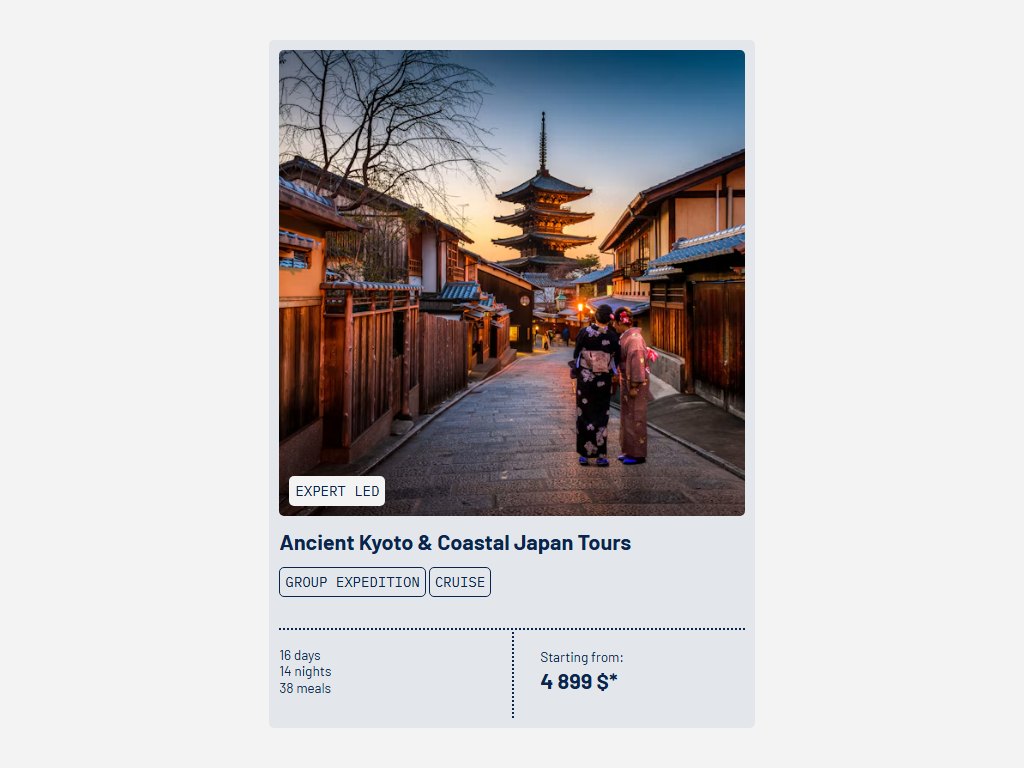 EXPERT LED
Ancient Kyoto & Coastal Japan Tours
GROUP EXPEDITION
CRUISE
16 days
14 nights
38 meals
Starting from:
4 899 $*